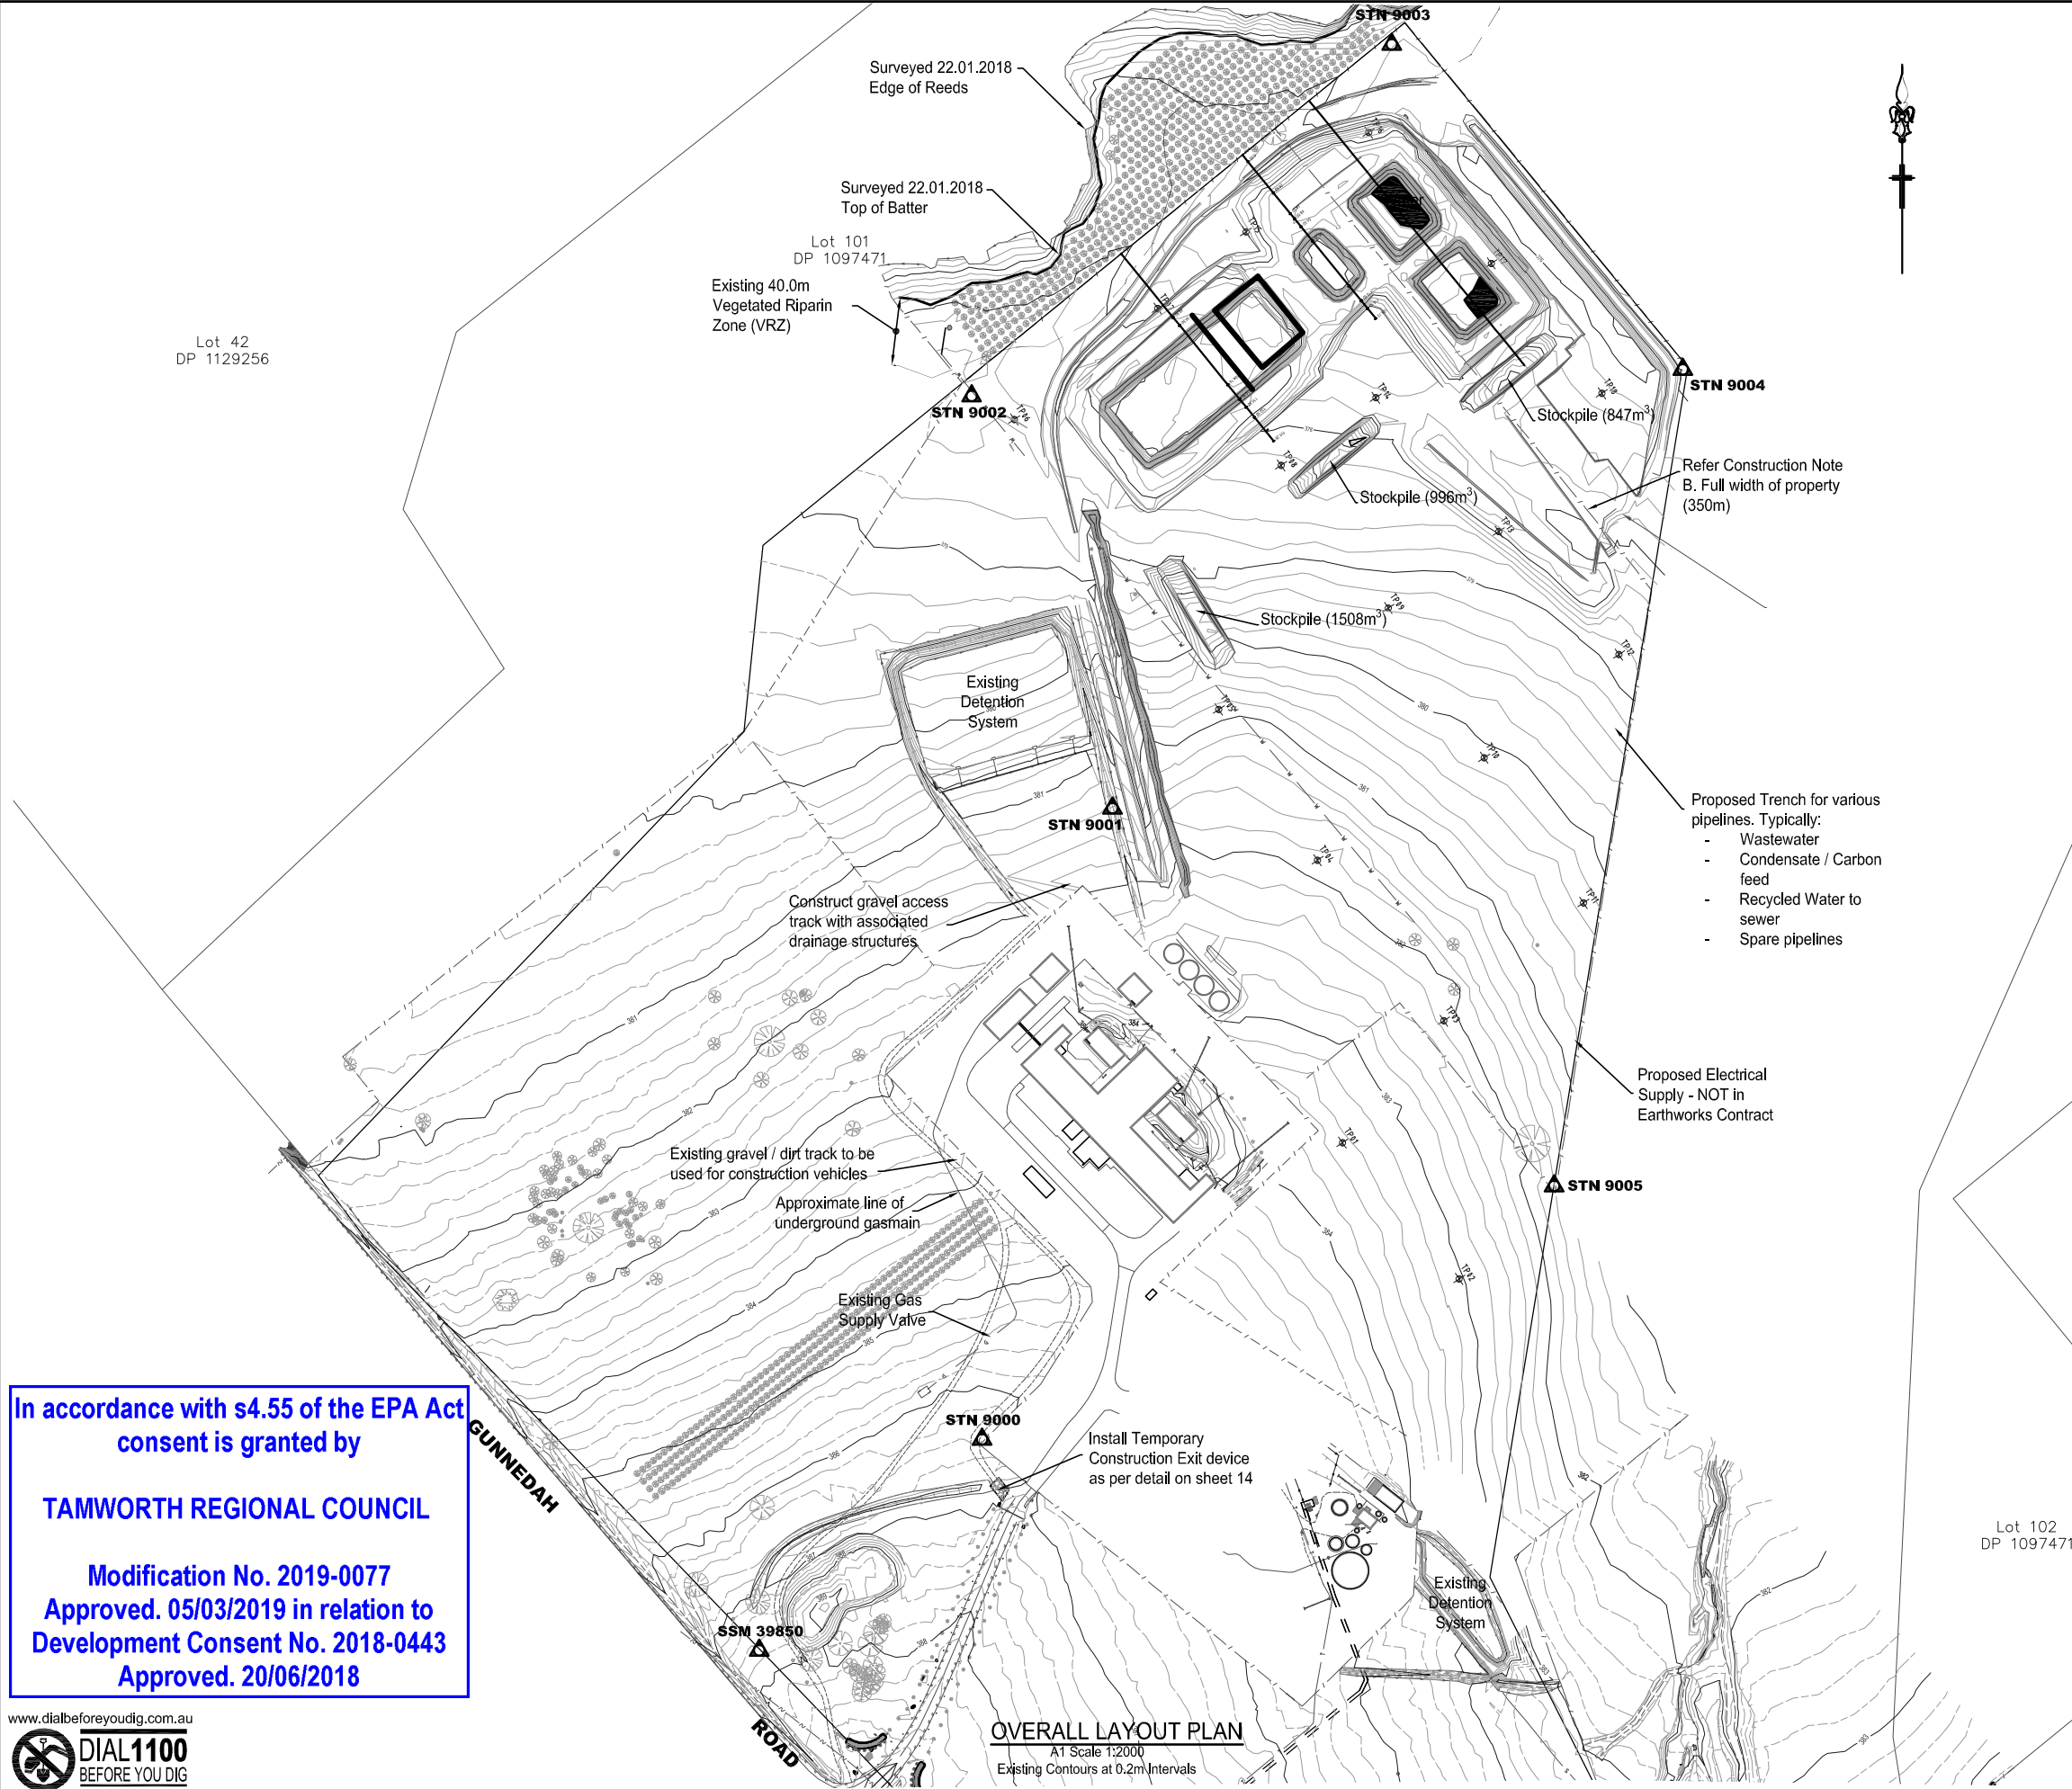 STN 9003
Surveyed 22.01.2018
Edge of Reeds
Surveyed 22.01.2018
Top of Batter
Lot 101
DP 1097471
Existing 40.0m
Vegetated Riparin
Zone (VRZ)
Lot 42
DP 1129256
STN 9002
STN 9004
Stockpile (847m³)
Stockpile (996m³)
Refer Construction Note
B. Full width of property
(350m)
Stockpile (1508m³)
Existing
Detention
System
STN 9001
Proposed Trench for various
pipelines. Typically:
- Wastewater
- Condensate / Carbon
feed
- Recycled Water to
sewer
- Spare pipelines
Construct gravel access
track with associated
drainage structures
Proposed Electrical
Supply - NOT in
Earthworks Contract
Existing gravel / dirt track to be
used for construction vehicles
Approximate line of
underground gasmain
STN 9005
Existing Gas
Supply Valve
STN 9000
Install Temporary
Construction Exit device
as per detail on sheet 14
GUNNEDAH
ROAD
In accordance with s4.55 of the EPA Act
consent is granted by
TAMWORTH REGIONAL COUNCIL
Modification No. 2019-0077
Approved. 05/03/2019 in relation to
Development Consent No. 2018-0443
Approved. 20/06/2018
Lot 102
DP 1097471
Existing
Detention
System
SSM 39850
www.dialbeforeyoudig.com.au
DIAL1100
BEFORE YOU DIG
OVERALL LAYOUT PLAN
A1 Scale 1:2000
Existing Contours at 0.2m Intervals